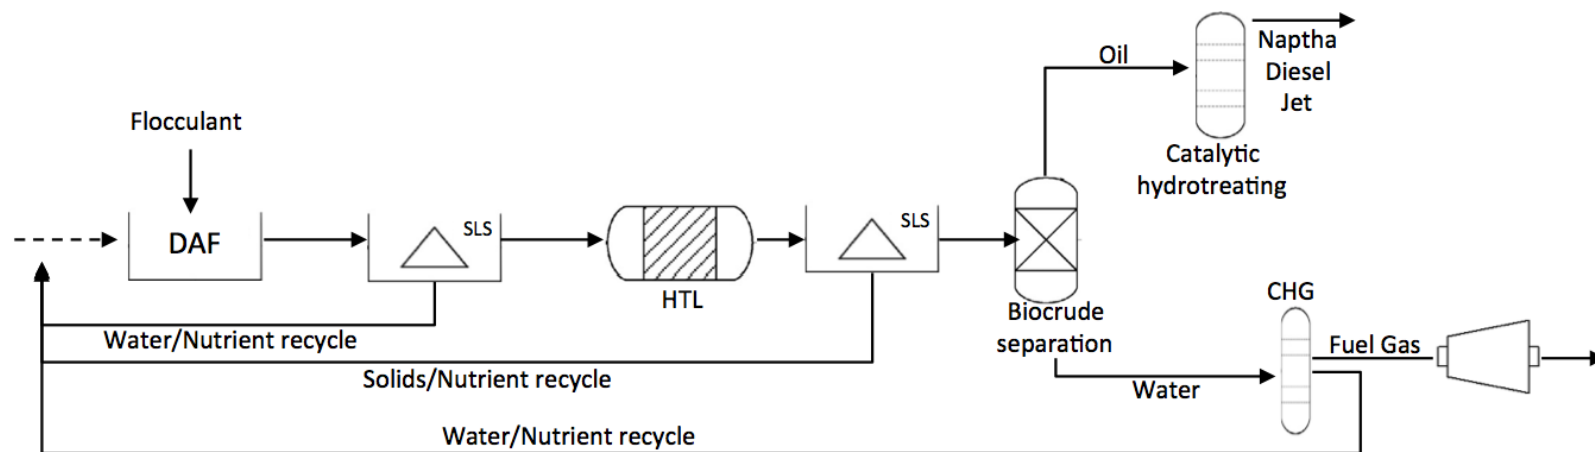 Oil
Naptha
Diesel
Jet
Flocculant
Catalytic
hydrotreating
DAF
SLS
SLS
HTL
Biocrude
separation
CHG
Water/Nutrient recycle
Fuel Gas
Solids/Nutrient recycle
Water
Water/Nutrient recycle